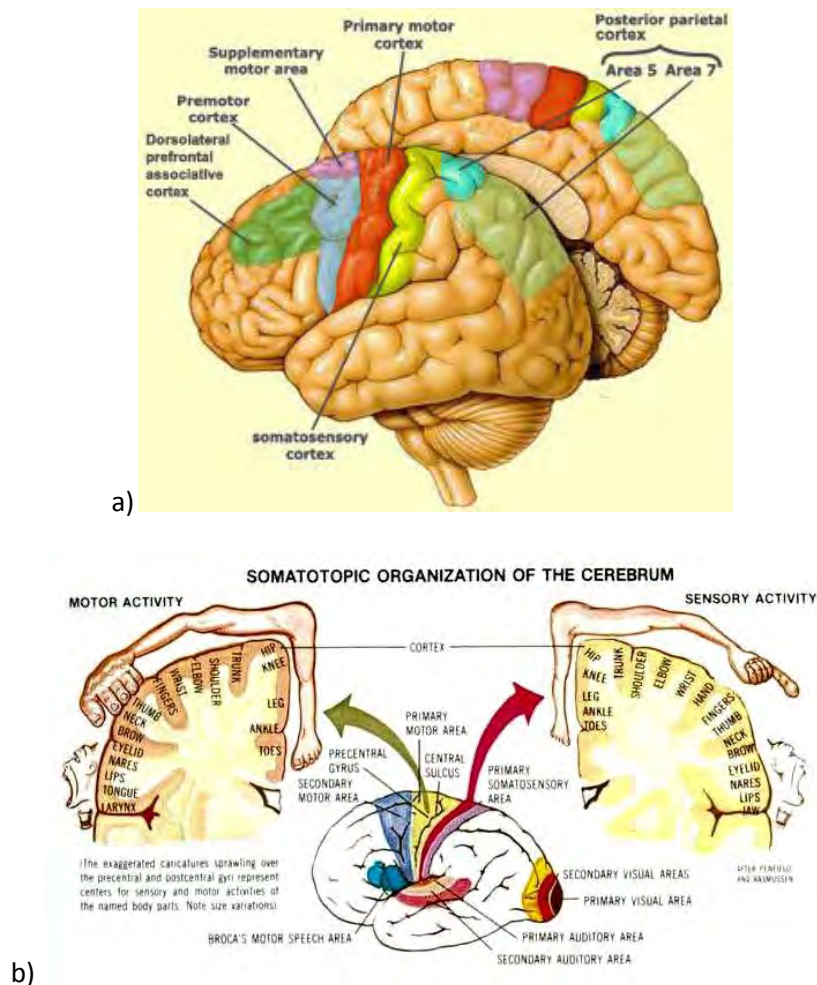 Primary motor
cortex
Posterior parietal
cortex
Supplementary
motor area
Area 5 Area 7
Premotor
cortex
Dorsolateral
prefrontal
associative
cortex
somatosensory
cortex
a)
SOMATOTOPIC ORGANIZATION OF THE CEREBRUM
MOTOR ACTIVITY
SENSORY ACTIVITY
CORTEX
HIP
KNEE
TRUNK
SHOULDER
ELBOW
WRIST
FINGERS
THUMB
NECK
BROW
EYELID
NARES
LIPS
TONGUE
LARYNX
LEG
ANKLE
TOES
HIP
KNEE
LEG
ANKLE
TOES
TRUNK
SHOULDER
ELBOW
WRIST
HAND
FINGERS
THUMB
NECK
BROW
EYELID
NARES
LIPS
JAW
PRIMARY
MOTOR AREA
PRECENTRAL
GYRUS
SECONDARY
MOTOR AREA
CENTRAL
SULCUS
PRIMARY
SOMATOSENSORY
AREA
(The exaggerated caricatures sprawling over
the precentral and postcentral gyri represent
centers for sensory and motor activities of
the named body parts. Note size variations)
AFTER PENFIELD
AND RASMUSSEN
SECONDARY VISUAL AREAS
PRIMARY VISUAL AREA
BROCA'S MOTOR SPEECH AREA
PRIMARY AUDITORY AREA
SECONDARY AUDITORY AREA
b)